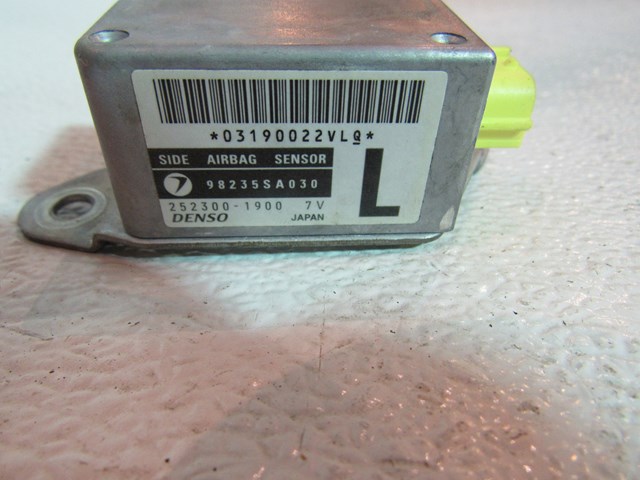 *03190022VLQ*
SIDE AIRBAG SENSOR
98235SA030
L
252300-1900 7V
DENSO JAPAN